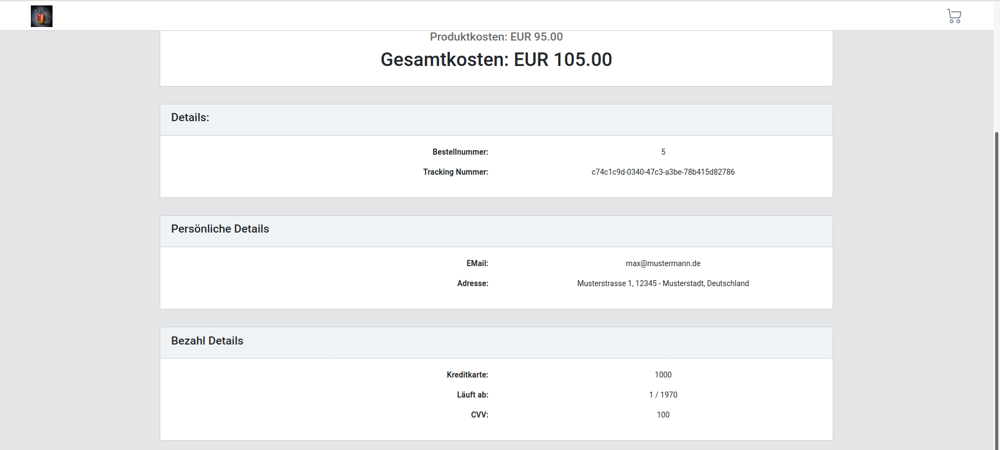 Produktkosten: EUR 95.00
Gesamtkosten: EUR 105.00
Details:
Bestellnummer: 5
Tracking Nummer: c74c1c9d-0340-47c3-a3be-78b415d82786
Persönliche Details
EMail: max@mustermann.de
Adresse: Musterstrasse 1, 12345 - Musterstadt, Deutschland
Bezahl Details
Kreditkarte: 1000
Läuft ab: 1 / 1970
CVV: 100